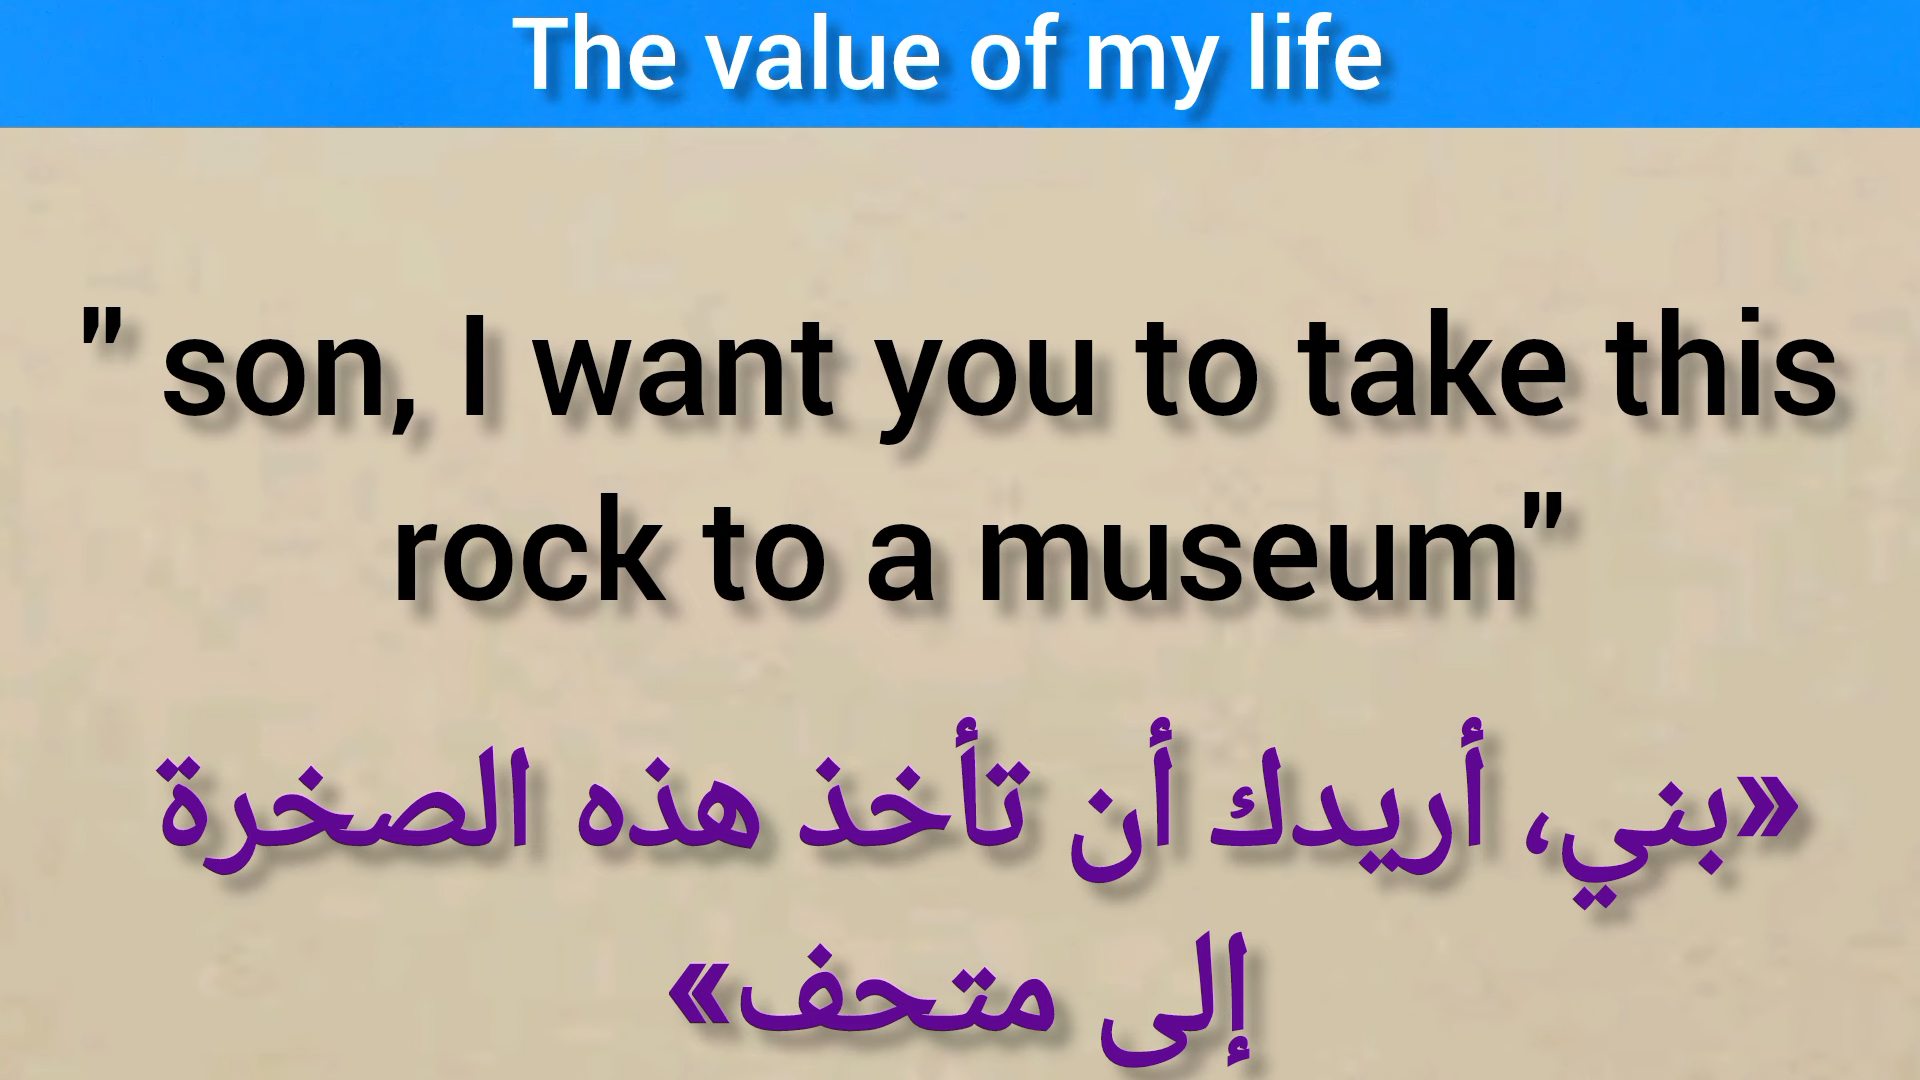 The value of my life
" son, I want you to take this
rock to a museum"
«بني، أريدك أن تأخذ هذه الصخرة
إلى متحف»